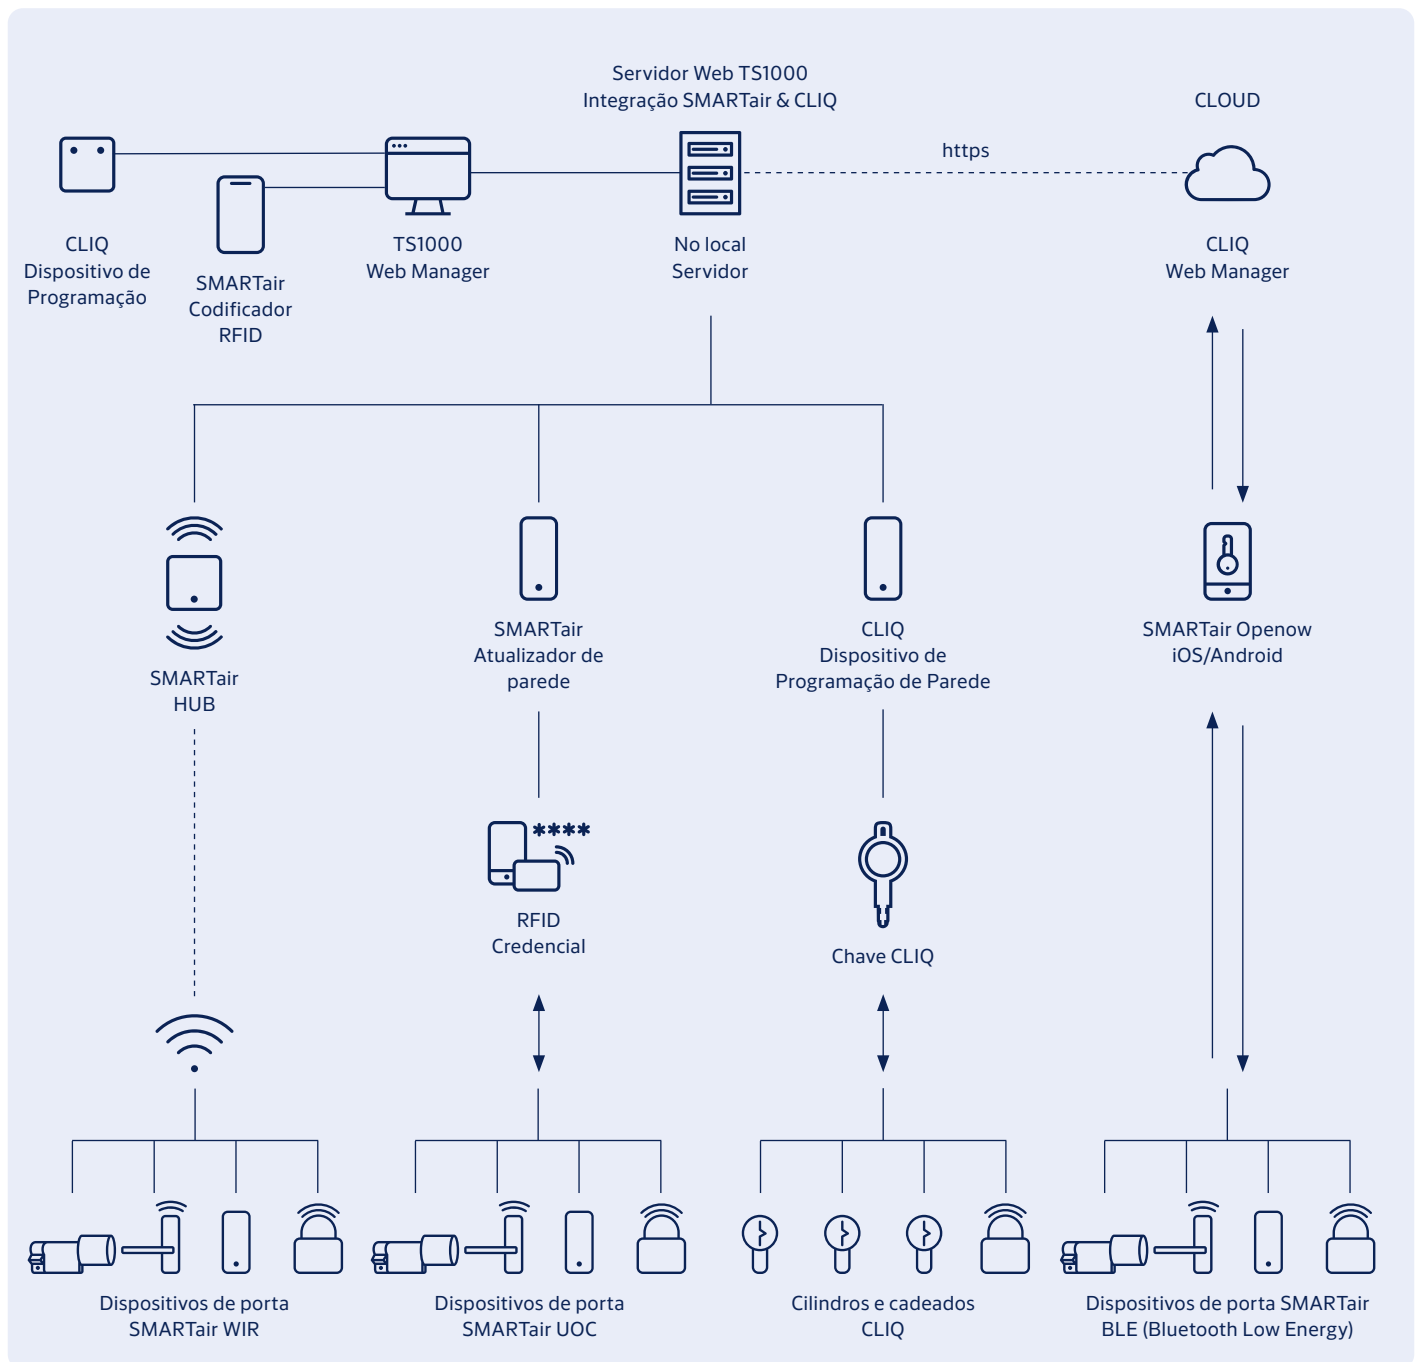 Servidor Web TS1000
Integração SMARTair & CLIQ
CLOUD
https
CLIQ
Dispositivo de
Programação
SMARTair
Codificador
RFID
TS1000
Web Manager
No local
Servidor
CLIQ
Web Manager
SMARTair
HUB
SMARTair
Atualizador de
parede
CLIQ
Dispositivo de
Programação de Parede
SMARTair Openow
iOS/Android
****
RFID
Credencial
Chave CLIQ
Dispositivos de porta
SMARTair WIR
Dispositivos de porta
SMARTair UOC
Cilindros e cadeados
CLIQ
Dispositivos de porta SMARTair
BLE (Bluetooth Low Energy)